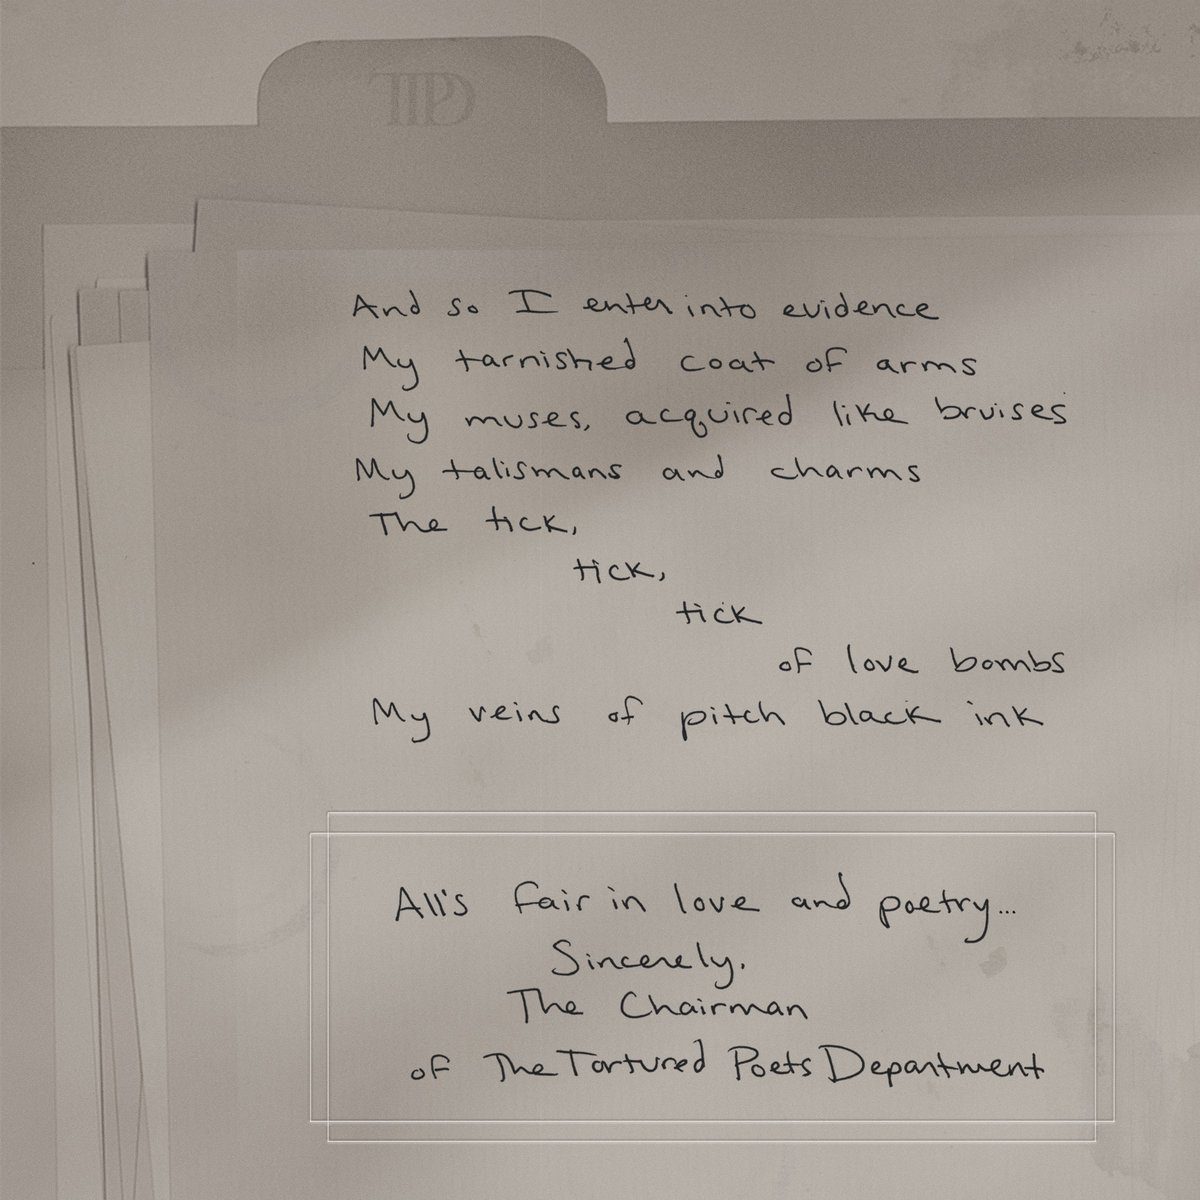 TTPD
And so I enter into evidence
My tarnished coat of arms
My muses, acquired like bruises
My talismans and charms
The tick,
tick,
tick
of love bombs
My veins of pitch black ink
All's fair in love and poetry...
Sincerely,
The Chairman
of The Tortured Poets Department